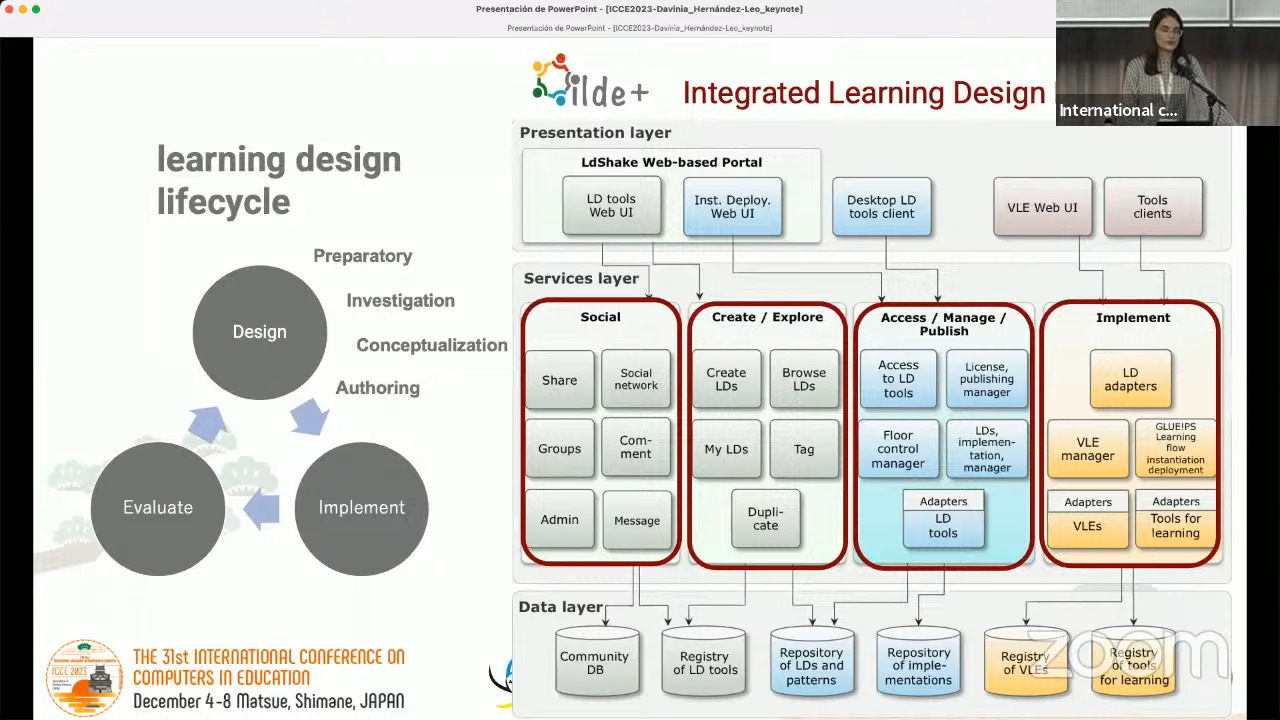 Presentación de PowerPoint - [ICCE2023-Davinia_Hernández-Leo_keynote]
Presentación de PowerPoint - [ICCE2023-Davinia_Hernández-Leo_keynote]
International c...
ilde+
Integrated Learning Design
learning design
lifecycle
Preparatory
Investigation
Conceptualization
Authoring
Design
Evaluate
Implement
Presentation layer
LdShake Web-based Portal
LD tools
Web UI
Inst. Deploy.
Web UI
Desktop LD
tools client
VLE Web UI
Tools
clients
Services layer
Social
Share
Social
network
Groups
Com-
ment
Admin
Message
Create / Explore
Create
LDs
Browse
LDs
My LDs
Tag
Dupli-
cate
Access / Manage /
Publish
Access
to LD
tools
License,
publishing
manager
Floor
control
manager
LDs,
implemen-
tation,
manager
Adapters
LD
tools
Implement
LD
adapters
VLE
manager
GLUE!PS
Learning
flow
instantiation
deployment
Adapters
VLEs
Adapters
Tools for
learning
Data layer
Community
DB
Registry
of LD tools
Repository
of LDs and
patterns
Repository
of imple-
mentations
Registry
of VLEs
Registry
of tools
for learning
zoom
ICCE 2023
THE 31st INTERNATIONAL CONFERENCE ON
COMPUTERS IN EDUCATION
December 4-8 Matsue, Shimane, JAPAN